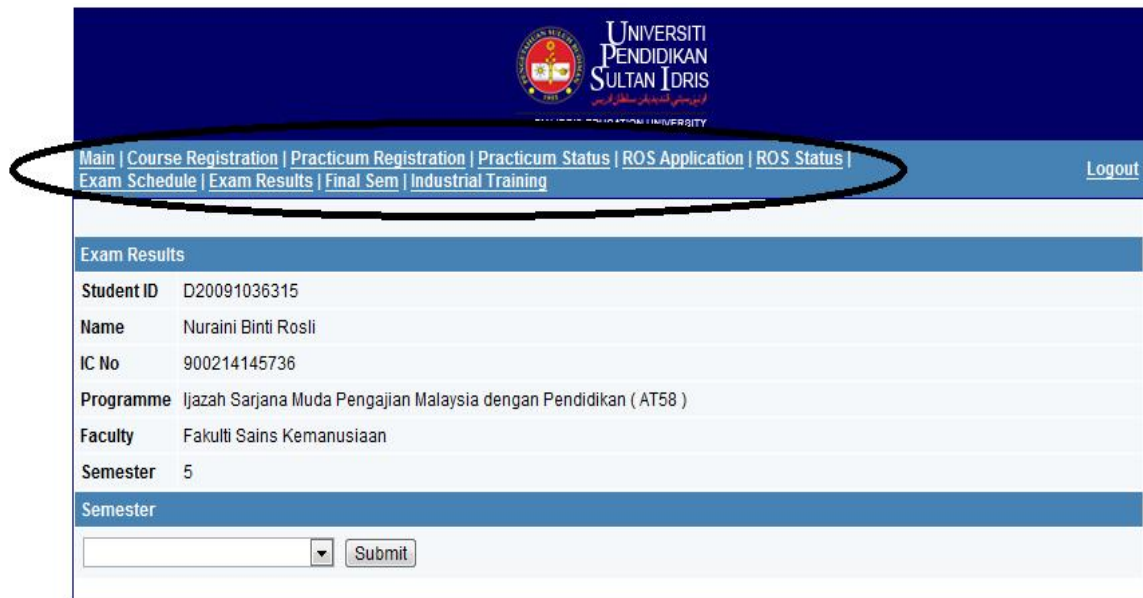 UNIVERSITI
PENDIDIKAN
SULTAN IDRIS
EDUCATION UNIVERSITY
Main | Course Registration | Practicum Registration | Practicum Status | ROS Application | ROS Status |
Exam Schedule | Exam Results | Final Sem | Industrial Training
Logout
Exam Results
Student ID D20091036315
Name Nuraini Binti Rosli
IC No 900214145736
Programme Ijazah Sarjana Muda Pengajian Malaysia dengan Pendidikan ( AT58 )
Faculty Fakulti Sains Kemanusiaan
Semester 5
Semester
Submit